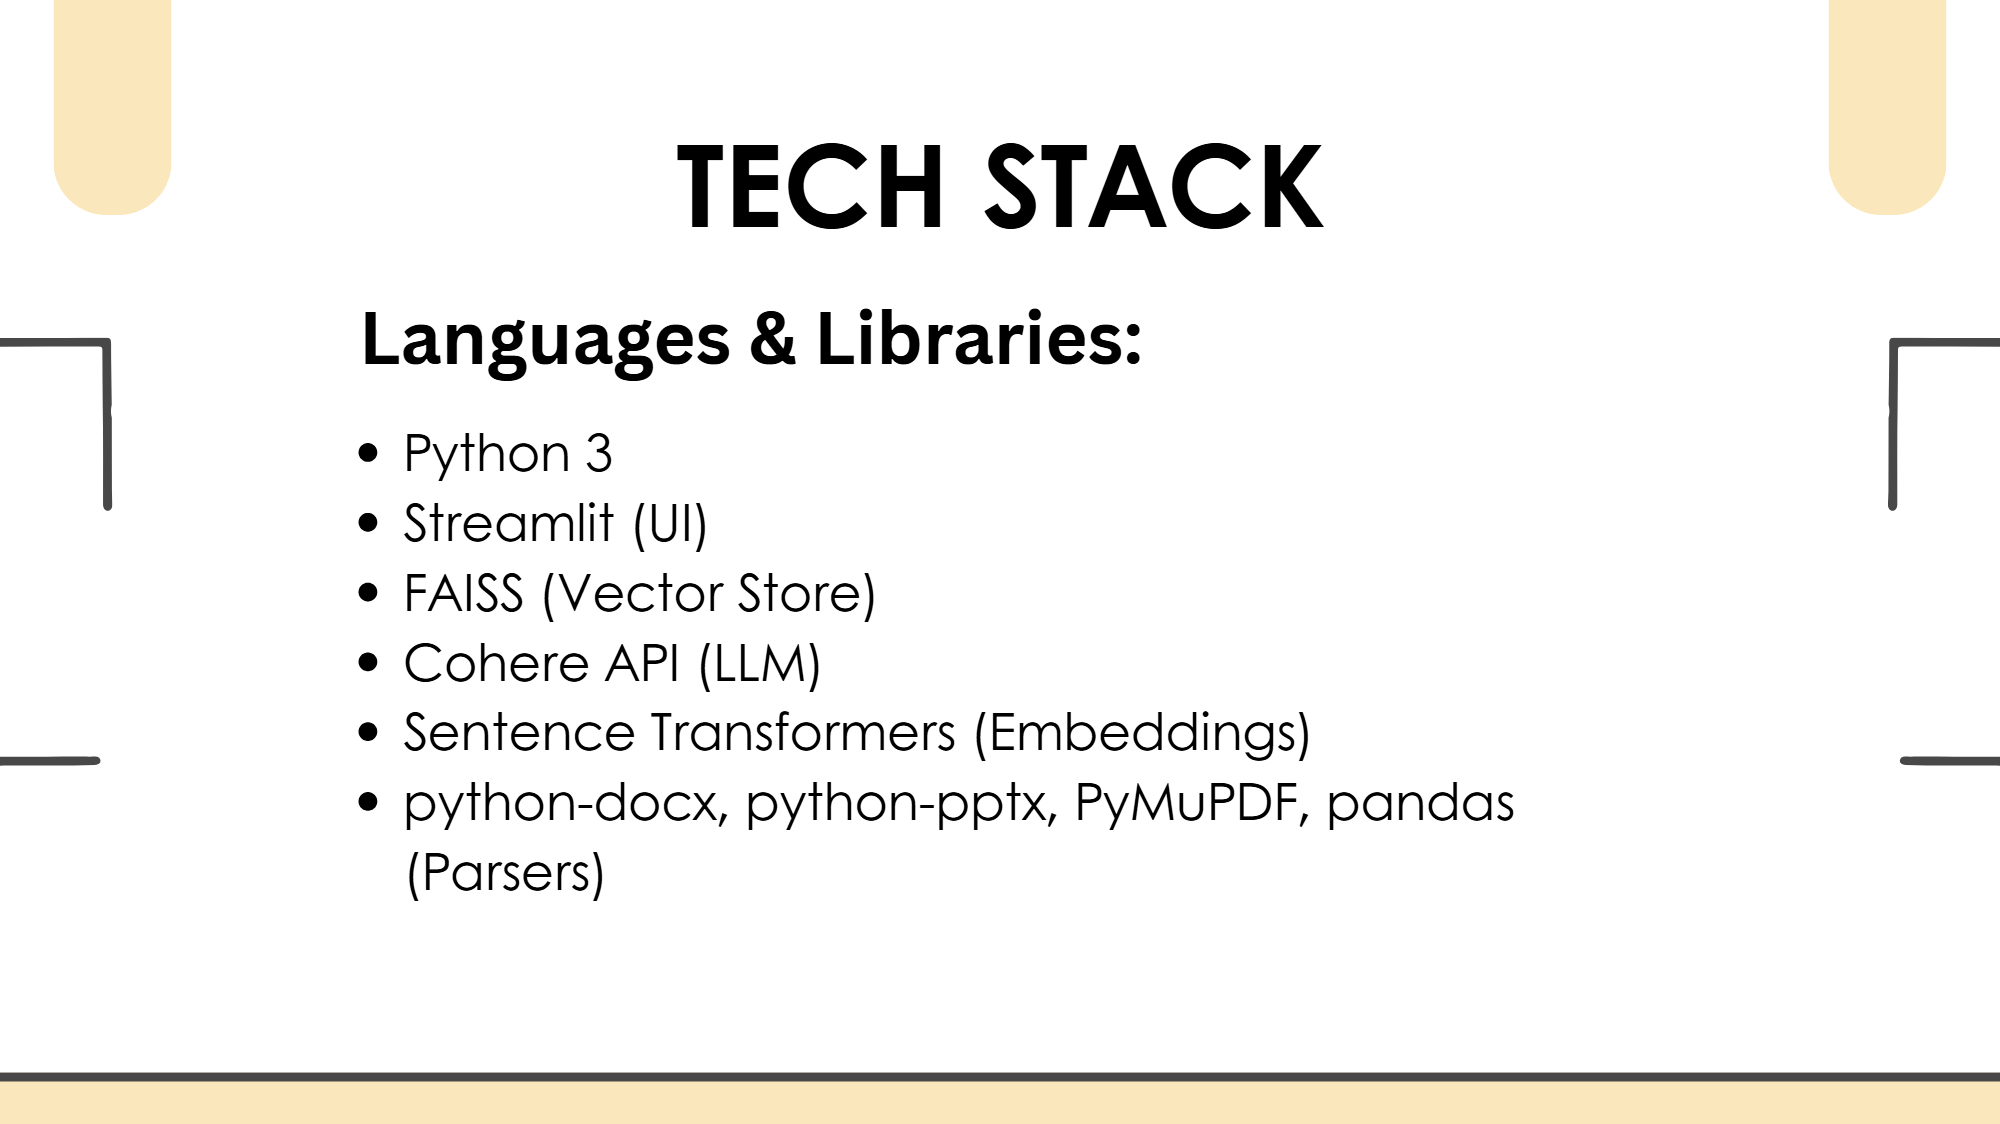 TECH STACK
Languages & Libraries:
• Python 3
• Streamlit (UI)
• FAISS (Vector Store)
• Cohere API (LLM)
• Sentence Transformers (Embeddings)
• python-docx, python-pptx, PyMuPDF, pandas
(Parsers)